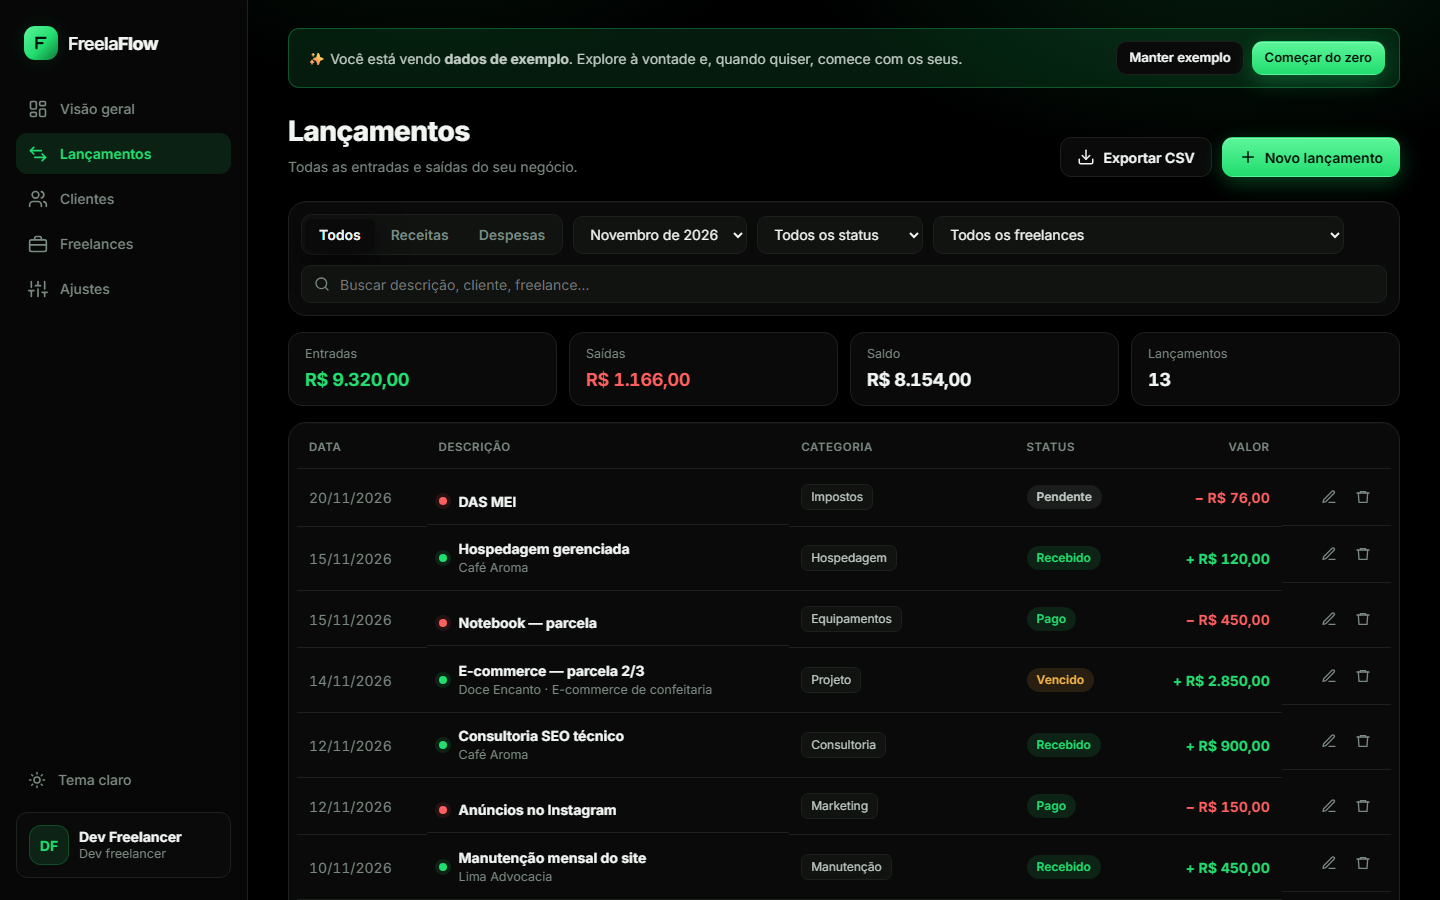 F FreelaFlow
Visão geral
Lançamentos
Clientes
Freelances
Ajustes
Tema claro
DF
Dev Freelancer
Dev freelancer
✨ Você está vendo dados de exemplo. Explore à vontade e, quando quiser, comece com os seus.
Manter exemplo
Começar do zero
Lançamentos
Todas as entradas e saídas do seu negócio.
Exportar CSV
Novo lançamento
Todos Receitas Despesas
Novembro de 2026
Todos os status
Todos os freelances
Buscar descrição, cliente, freelance...
Entradas
R$ 9.320,00
Saídas
R$ 1.166,00
Saldo
R$ 8.154,00
Lançamentos
13
DATA DESCRIÇÃO CATEGORIA STATUS VALOR
20/11/2026 DAS MEI Impostos Pendente − R$ 76,00
15/11/2026 Hospedagem gerenciada Hospedagem Recebido + R$ 120,00
Café Aroma
15/11/2026 Notebook — parcela Equipamentos Pago − R$ 450,00
14/11/2026 E-commerce — parcela 2/3 Projeto Vencido + R$ 2.850,00
Doce Encanto · E-commerce de confeitaria
12/11/2026 Consultoria SEO técnico Consultoria Recebido + R$ 900,00
Café Aroma
12/11/2026 Anúncios no Instagram Marketing Pago − R$ 150,00
10/11/2026 Manutenção mensal do site Manutenção Recebido + R$ 450,00
Lima Advocacia